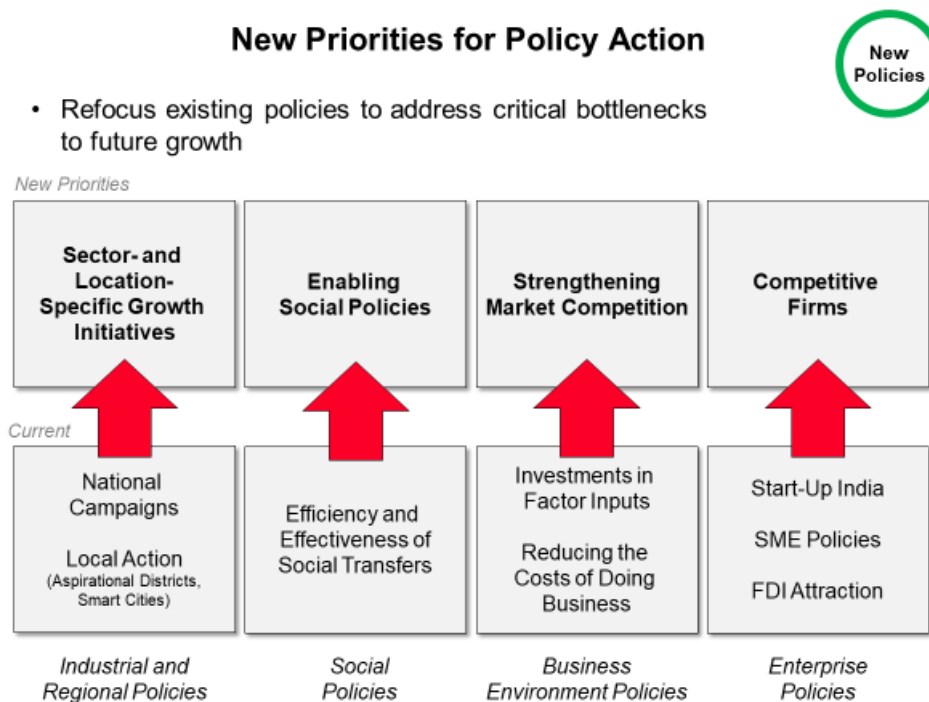 New Priorities for Policy Action
New
Policies
• Refocus existing policies to address critical bottlenecks
to future growth
New Priorities
Sector- and
Location-
Specific Growth
Initiatives
Enabling
Social Policies
Strengthening
Market Competition
Competitive
Firms
Current
National
Campaigns
Local Action
(Aspirational Districts,
Smart Cities)
Efficiency and
Effectiveness of
Social Transfers
Investments in
Factor Inputs
Reducing the
Costs of Doing
Business
Start-Up India
SME Policies
FDI Attraction
Industrial and
Regional Policies
Social
Policies
Business
Environment Policies
Enterprise
Policies